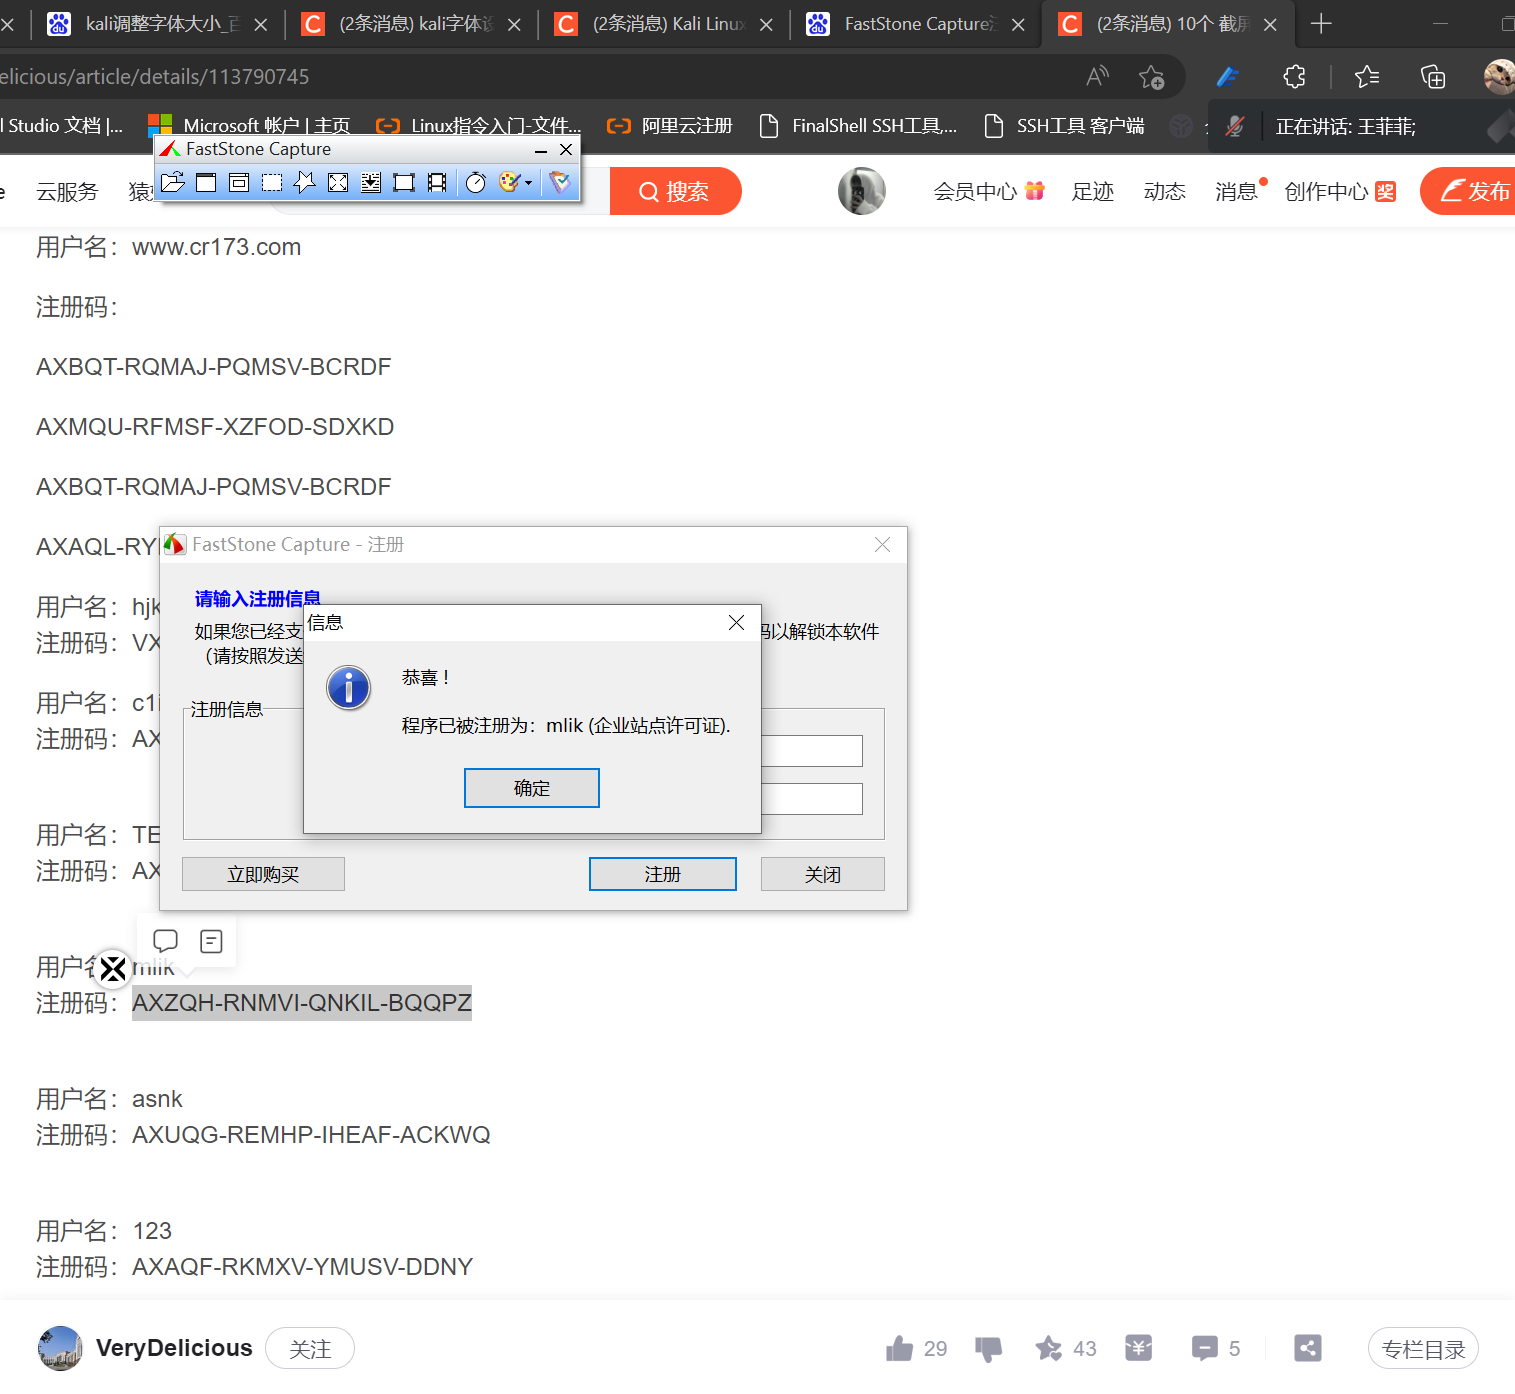 kali调整字体大小_百
(2条消息) kali字体设
(2条消息) Kali Linux
FastStone Capture注
(2条消息) 10个 截屏
elicious/article/details/113790745
l Studio 文档 |...
Microsoft 帐户 | 主页
Linux指令入门-文件...
阿里云注册
FinalShell SSH工具,...
SSH工具 客户端
正在讲话: 王菲菲;
FastStone Capture
云服务
搜索
会员中心
足迹
动态
消息
创作中心
奖
发布
用户名：www.cr173.com
注册码：
AXBQT-RQMAJ-PQMSV-BCRDF
AXMQU-RFMSF-XZFOD-SDXKD
AXBQT-RQMAJ-PQMSV-BCRDF
AXAQL-RY
FastStone Capture - 注册
请输入注册信息
如果您已经支
码以解锁本软件
（请按照发送
注册信息
信息
恭喜！
程序已被注册为：mlik (企业站点许可证).
确定
立即购买
注册
关闭
用户名：hjk
注册码：VX
用户名：c1i
注册码：AX
用户名：TE
注册码：AX
用户名：mlik
注册码：AXZQH-RNMVI-QNKIL-BQQPZ
用户名：asnk
注册码：AXUQG-REMHP-IHEAF-ACKWQ
用户名：123
注册码：AXAQF-RKMXV-YMUSV-DDNY
VeryDelicious
关注
29
43
5
专栏目录